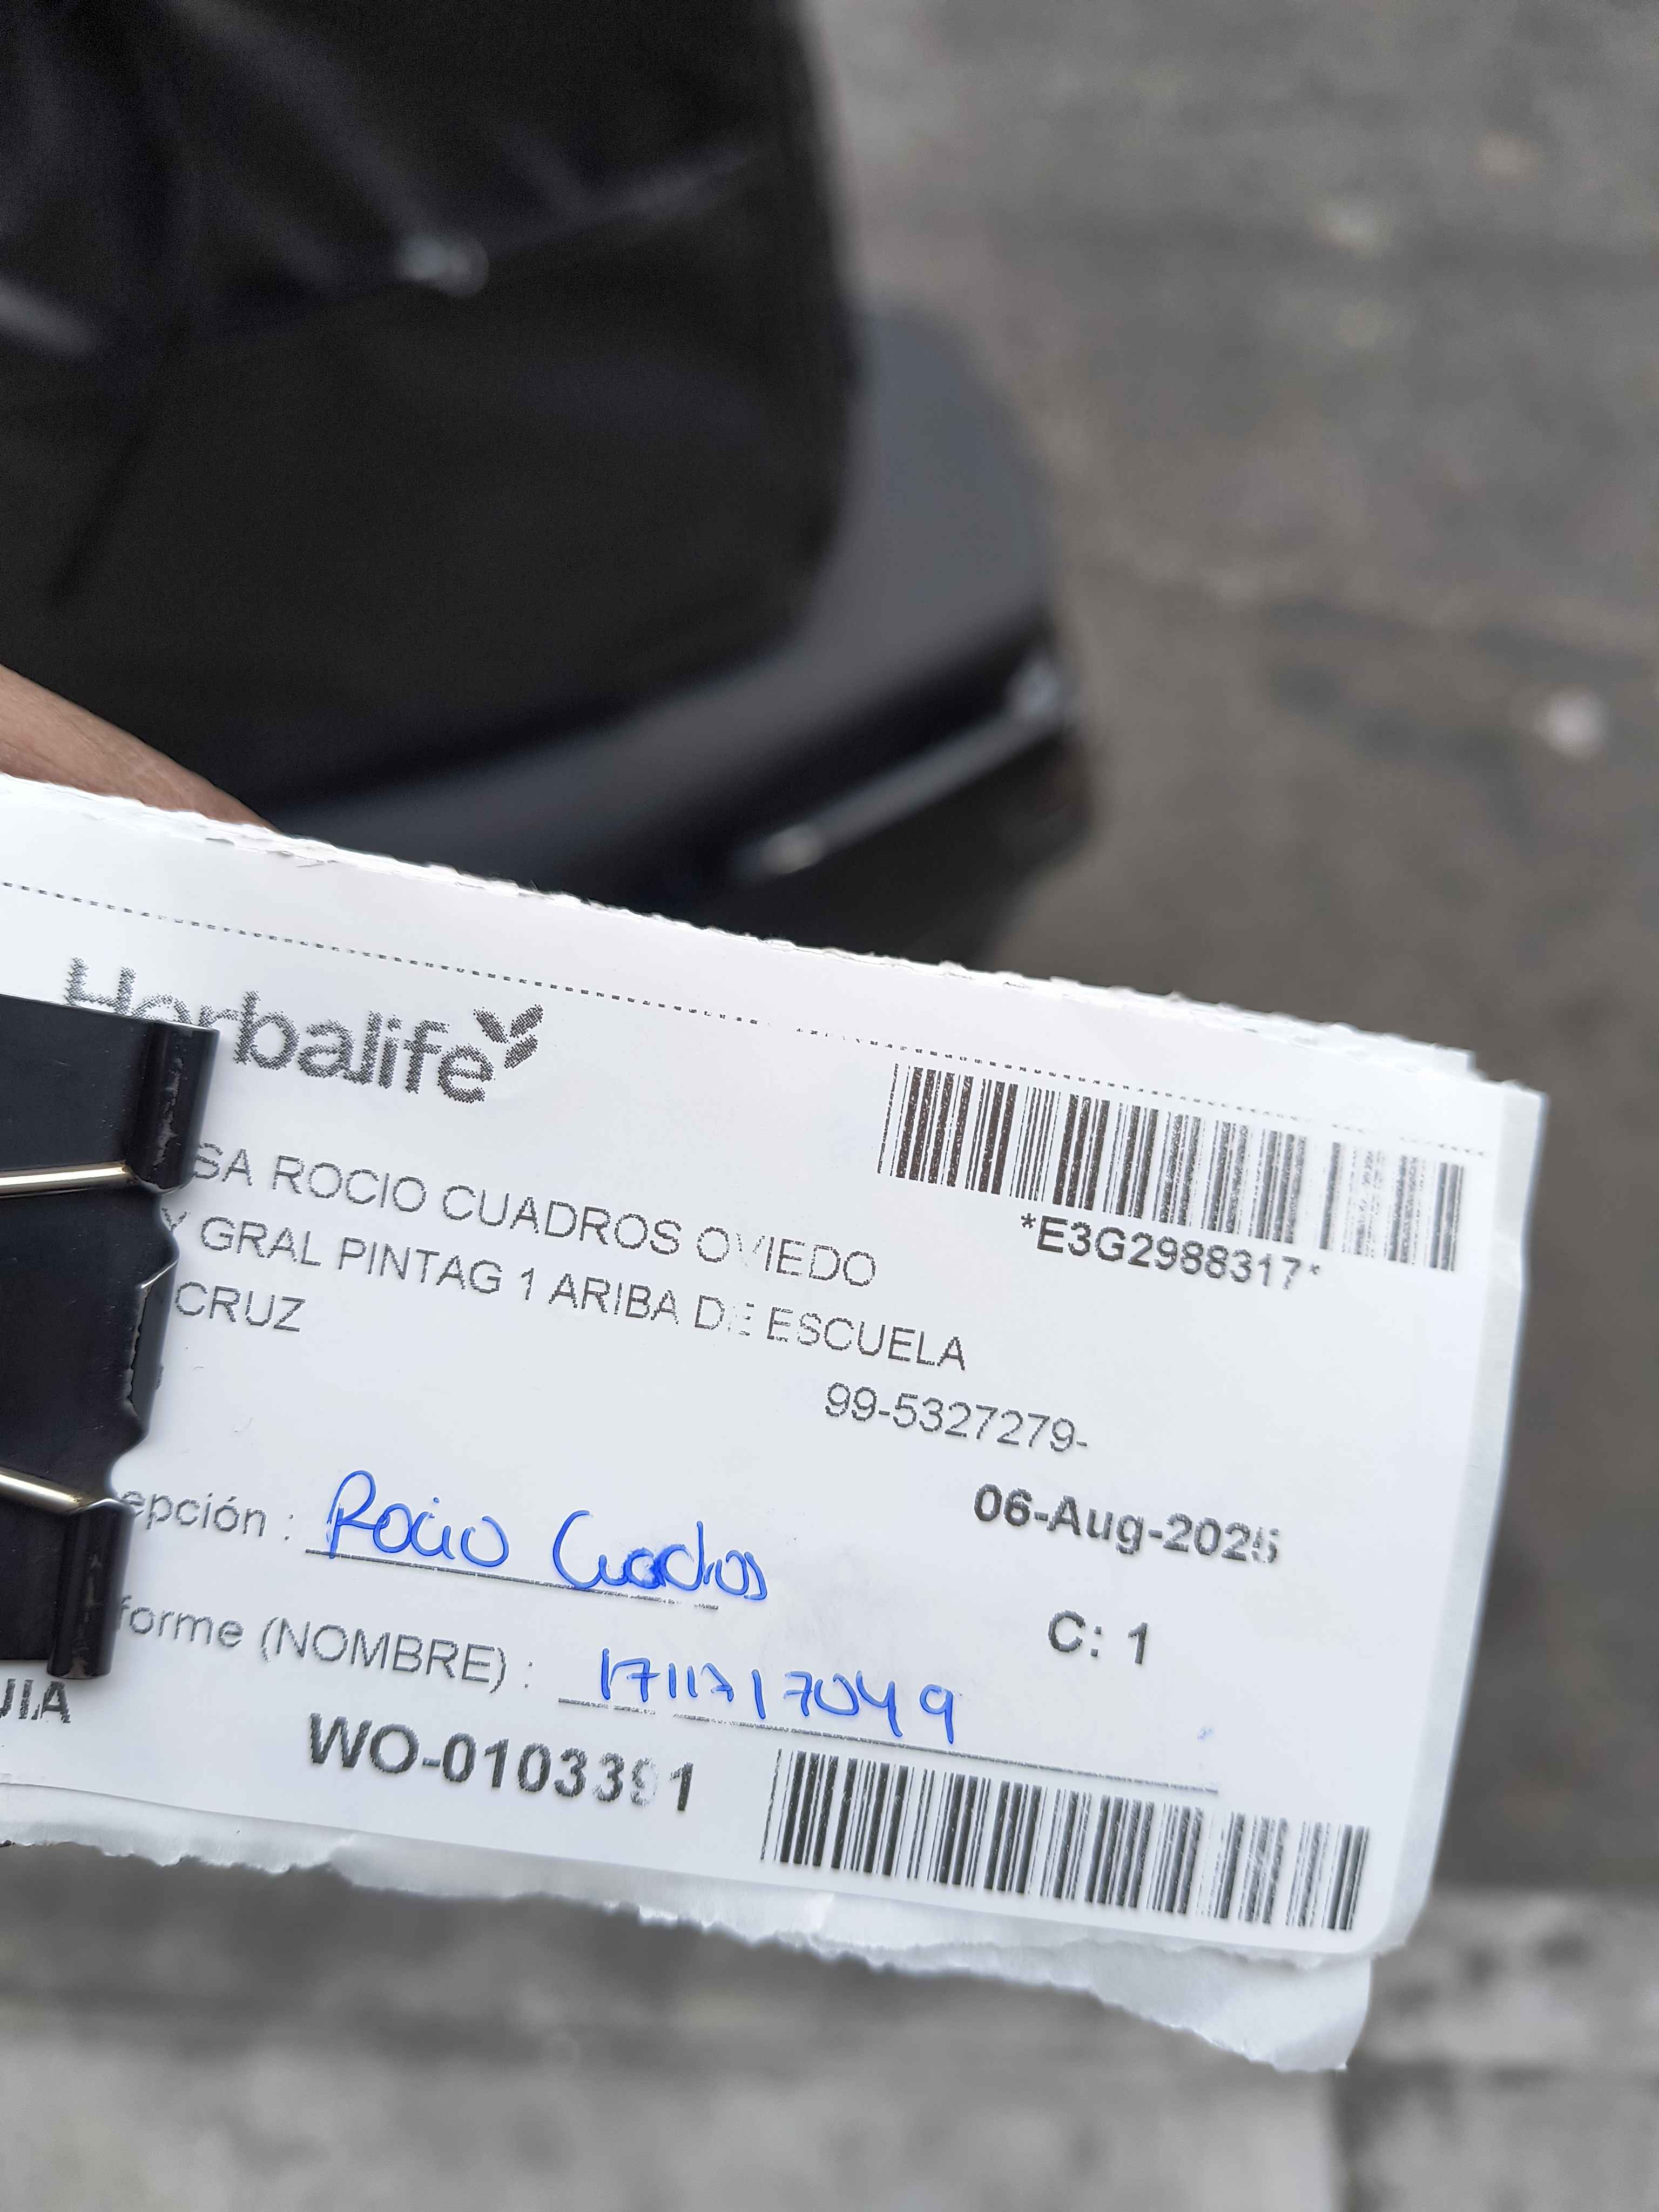 Herbalife
*E3G2988317*
SA ROCIO CUADROS OVIEDO
Y GRAL PINTAG 1 ARIBA DE ESCUELA
CRUZ
99-5327279-
06-Aug-2025
epción : Rocio Cuadros
C: 1
forme (NOMBRE) : 1711717049
UIA
WO-0103391